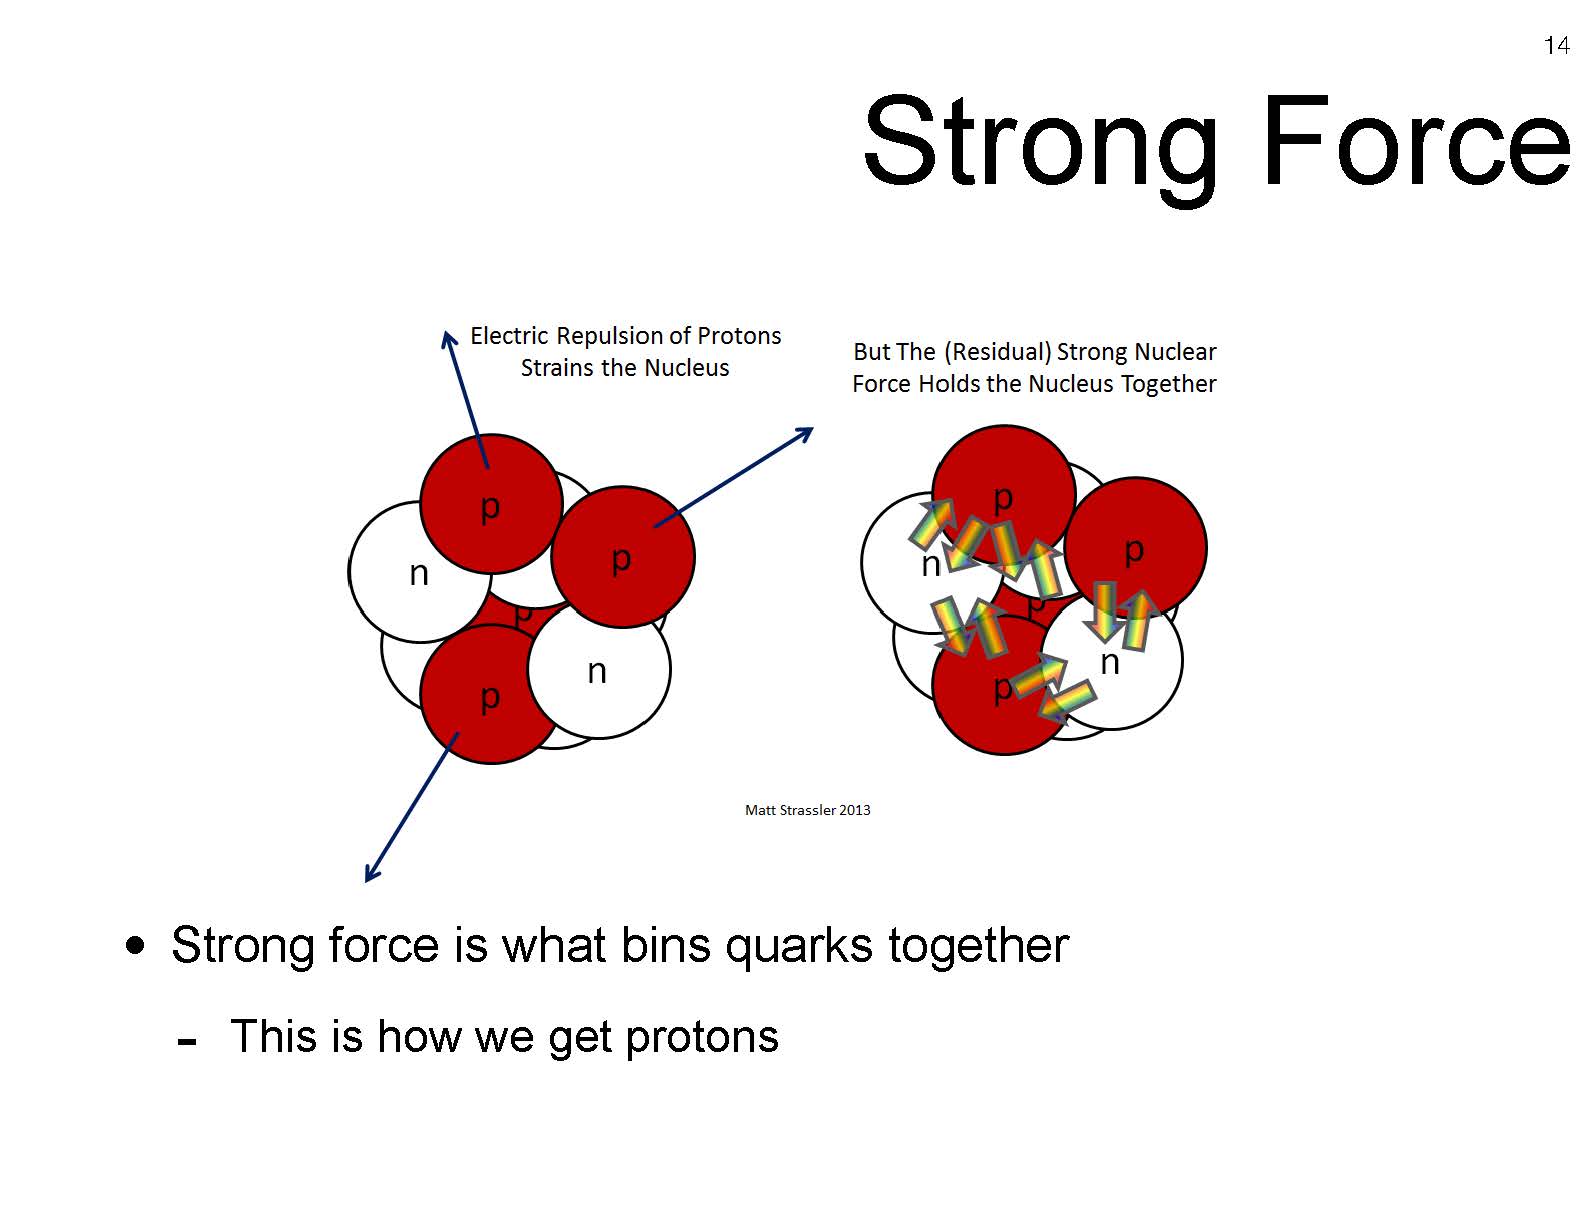 14
Strong Force
Electric Repulsion of Protons
Strains the Nucleus
But The (Residual) Strong Nuclear
Force Holds the Nucleus Together
p
p
n
p
n
p
p
p
n
p
n
p
Matt Strassler 2013
• Strong force is what bins quarks together
- This is how we get protons